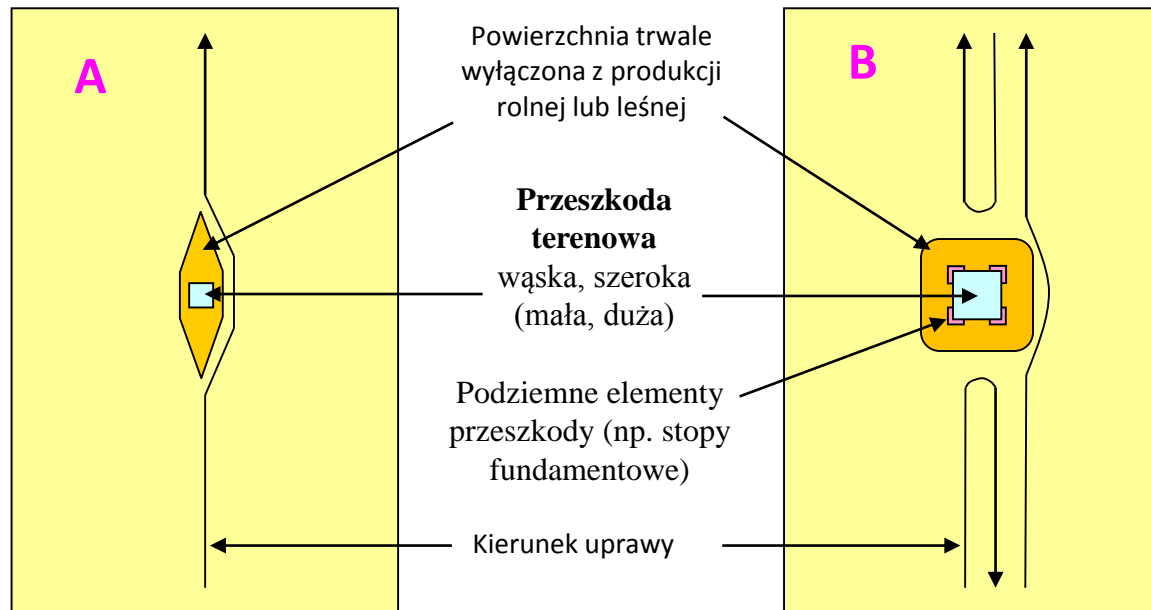 A
Powierzchnia trwale
wyłączona z produkcji
rolnej lub leśnej
B
Przeszkoda
terenowa
wąska, szeroka
(mała, duża)
Podziemne elementy
przeszkody (np. stopy
fundamentowe)
Kierunek uprawy